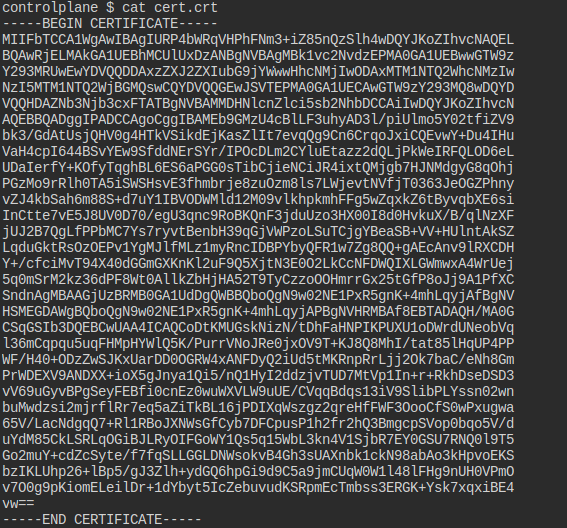 controlplane $ cat cert.crt
-----BEGIN CERTIFICATE-----
MIIFbTCCA1WgAwIBAgIURP4bWRqVHPhFNm3+iZ85nQzSlh4wDQYJKoZIhvcNAQEL
BQAwRjELMAkGA1UEBhMCUlUxDzANBgNVBAgMBk1vc2NvdzEPMA0GA1UEBwwGTW9z
Y293MRUwEwYDVQQDDAxzZXJ2ZXIubG9jYWwwHhcNMjIwODAxMTM1NTQ2WhcNMzIw
NzI5MTM1NTQ2WjBGMQswCQYDVQQGEwJSVTEPMA0GA1UECAwGTW9zY293MQ8wDQYD
VQQHDAZNb3Njb3cxFTATBgNVBAMMDHNlcnZlci5sb2NhbDCCAiIwDQYJKoZIhvcN
AQEBBQADggIPADCCAgoCggIBAMEb9GMzU4cBlLF3uhyAD3l/piUlmo5Y02tfiZV9
bk3/GdAtUsjQHV0g4HTkVSikdEjKasZlIt7evqQg9Cn6CrqoJxiCQEvwY+Du4IHu
VaH4cpI644BSvYEw9SfddNErSYr/IPOcDLm2CYluEtazz2dQLjPkWeIRFQLOD6eL
UDaIerfY+KOfyTqghBL6ES6aPGG0sTibCjieNCiJR4ixtQMjgb7HJNMdgyG8qOhj
PGzMo9rRlh0TA5iSWSHsvE3fhmbrje8zuOzm8ls7LWjevtNVfjT0363JeOGZPhny
vZJ4kbSah6m88S+d7uY1IBVODWMld12M09vlkhpkmhFFg5wZqxkZ6tByvqbXE6si
InCtte7vE5J8UV0D70/egU3qnc9RoBKQnF3jduUzo3HX00I8d0HvkuX/B/qlNzXF
jUJ2B7QgLfPPbMC7Ys7ryvtBenbH39qGjVWPzoLSuTCjgYBeaSB+VV+HUlntAkSZ
LqduGktRsOzOEPv1YgMJlfMLz1myRncIDBPYbyQFR1w7Zg8QQ+gAEcAnv9lRXCDH
Y+/cfciMvT94X40dGGmGXKnKl2uF9Q5XjtN3E0O2LkCcNFDWQIXLGWmwxA4WrUej
5q0mSrM2kz36dPF8Wt0AllkZbHjHA52T9TyCzzoOOHmrrGx25tGfP8oJj9A1PfXC
SndnAgMBAAGjUzBRMB0GA1UdDgQWBBQboQgN9w02NE1PxR5gnK+4mhLqyjAfBgNV
HSMEGDAWgBQboQgN9w02NE1PxR5gnK+4mhLqyjAPBgNVHRMBAf8EBTADAQH/MA0G
CSqGSIb3DQEBCwUAA4ICAQCoDtKMUGskNizN/tDhFaHNPIKPUXU1oDWrdUNeobVq
l36mCqpqu5uqFHMpHYWlQ5K/PurrVNoJRe0jxOV9T+KJ8Q8MhI/tat85lHqUP4PP
WF/H40+ODzZwSJKxUarDD0OGRW4xANFDyQ2iUd5tMKRnpRrLjj2Ok7baC/eNh8Gm
PrWDEXV9ANDXX+ioX5gJnya1Qi5/nQ1HyI2ddzjvTUD7MtVp1In+r+RkhDseDSD3
vV69uGyvBPgSeyFEBfi0cnEz0wuWXVLW9uUE/CVqqBdqs13iV9SlibPLYssn02wn
buMwdzsi2mjrflRr7eq5aZiTkBL16jPDIXqWszgz2qreHfFWF3OooCfS0wPxugwa
65V/LacNdgqQ7+Rl1RBoJXNWsGfCyb7DFCpusP1h2fr2hQ3BmgcpSVop0bqo5V/d
uYdM85CkLSRLqOGiBJLRyOIFGoWY1Qs5q15WbL3kn4V1SjbR7EY0GSU7RNQ0l9T5
Go2muY+cdZcSyte/f7fqSLLGGLDNWsokvB4Gh3sUAXnbk1ckN98abAo3kHpvoEKS
bzIKLUhp26+lBp5/gJ3Zlh+ydGQ6hpGi9d9C5a9jmCUqW0W1l48lFHg9nUH0VPmO
v7O0g9pKiomELeilDr+1dYbyt5IcZebuvudKSRpmEcTmbss3ERGK+Ysk7xqxiBE4
vw==
-----END CERTIFICATE-----